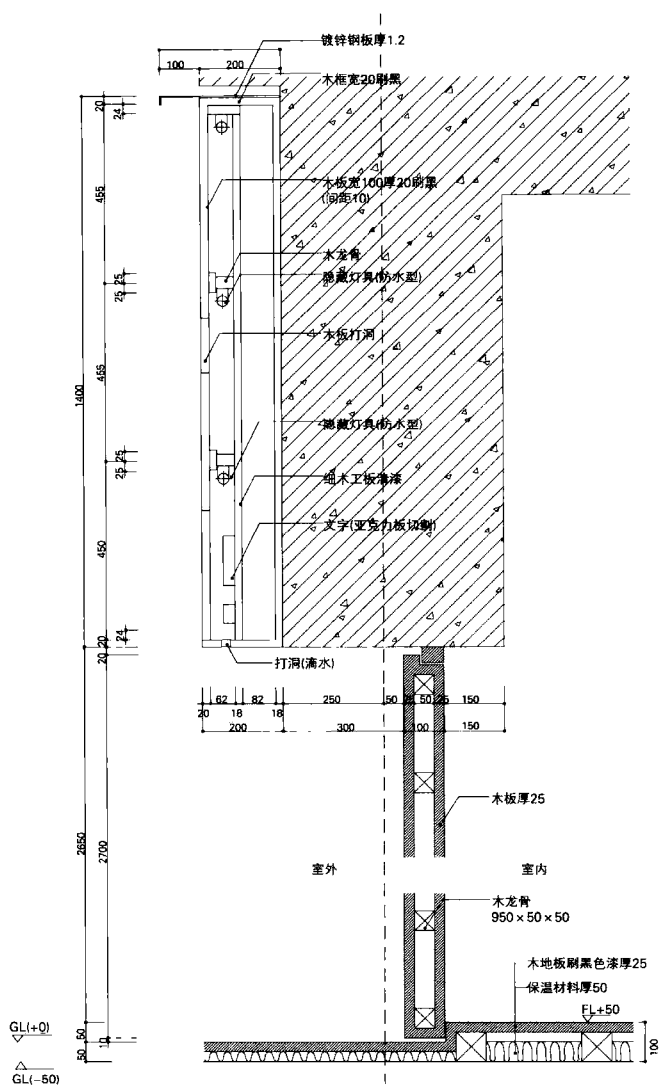 镀锌钢板厚1.2
100
200
木框宽20刷黑
20
24
木板宽100厚20刷黑
(间距10)
455
木龙骨
隐藏灯具(防水型)
25
25
木板打洞
1400
455
隐藏灯具(防水型)
25
25
细木工板清漆
文字(亚克力板切割)
450
24
20
20
打洞(滴水)
62
82
250
50
25
50
25
150
20
18
18
200
300
100
150
木板厚25
2650
2700
室外
室内
木龙骨
950×50×50
木地板刷黑色漆厚25
保温材料厚50
FL+50
GL(+0)
50
10
50
100
GL(-50)